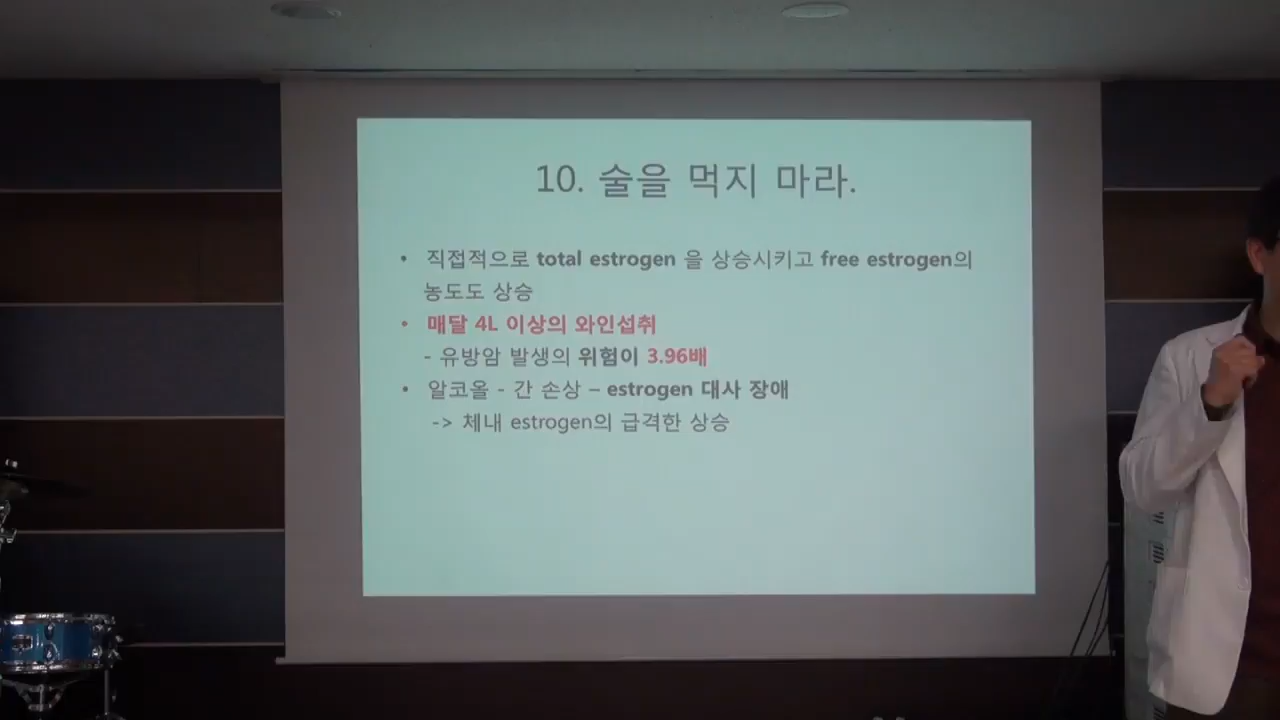 10. 술을 먹지 마라.
• 직접적으로 total estrogen 을 상승시키고 free estrogen의
농도도 상승
• 매달 4L 이상의 와인섭취
- 유방암 발생의 위험이 3.96배
• 알코올 - 간 손상 – estrogen 대사 장애
-> 체내 estrogen의 급격한 상승